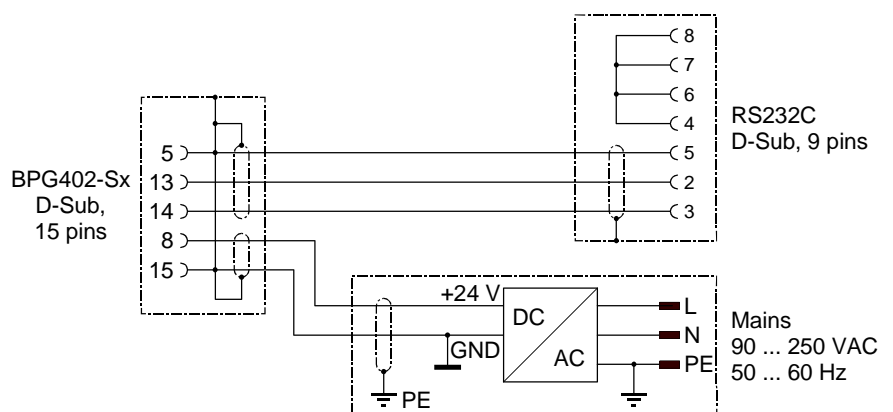 8
7
6
4
5
2
3
RS232C
D-Sub, 9 pins
BPG402-Sx
D-Sub,
15 pins
5
13
14
8
15
+24 V
GND
PE
DC
AC
L
N
PE
Mains
90 ... 250 VAC
50 ... 60 Hz